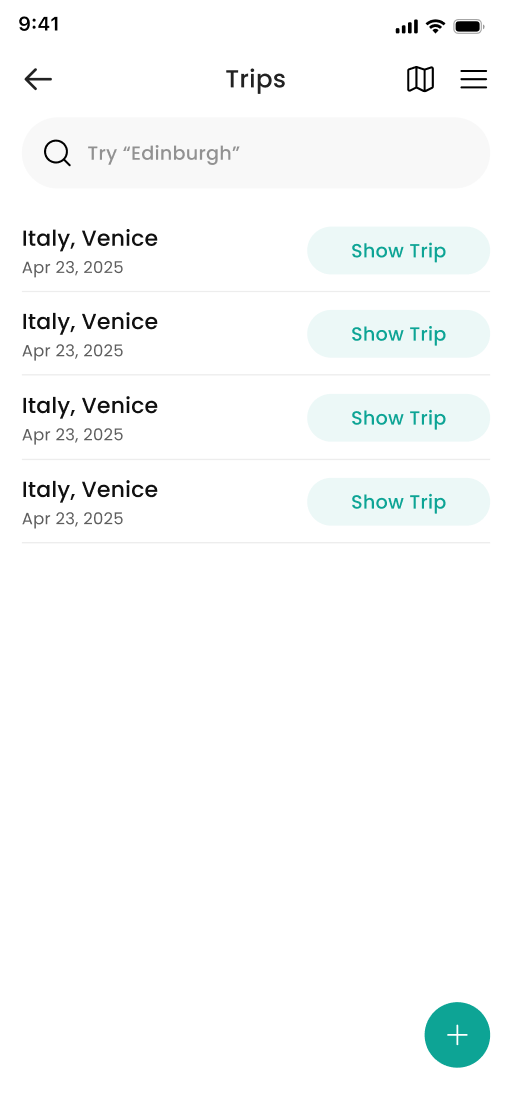 9:41
Trips
Try “Edinburgh”
Italy, Venice
Apr 23, 2025
Show Trip
Italy, Venice
Apr 23, 2025
Show Trip
Italy, Venice
Apr 23, 2025
Show Trip
Italy, Venice
Apr 23, 2025
Show Trip